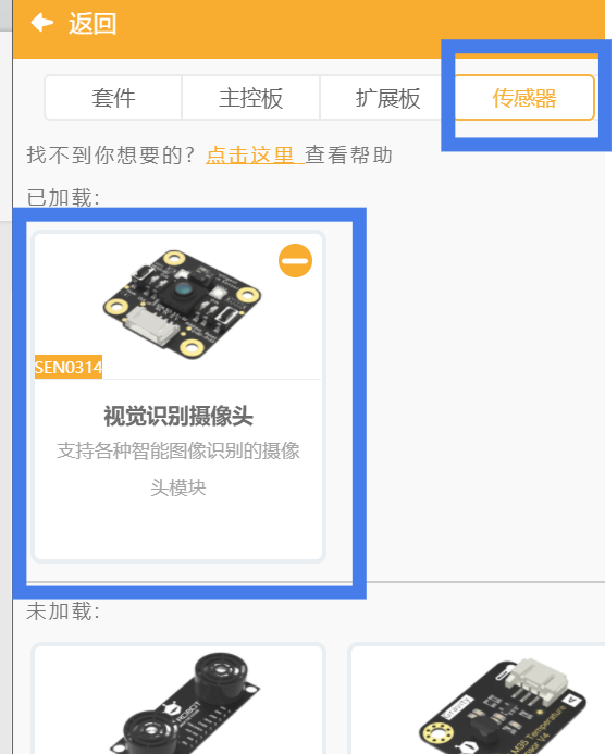 返回
套件
主控板
扩展板
传感器
找不到你想要的? 点击这里 查看帮助
已加载:
SEN0314
视觉识别摄像头
支持各种智能图像识别的摄像
头模块
未加载: